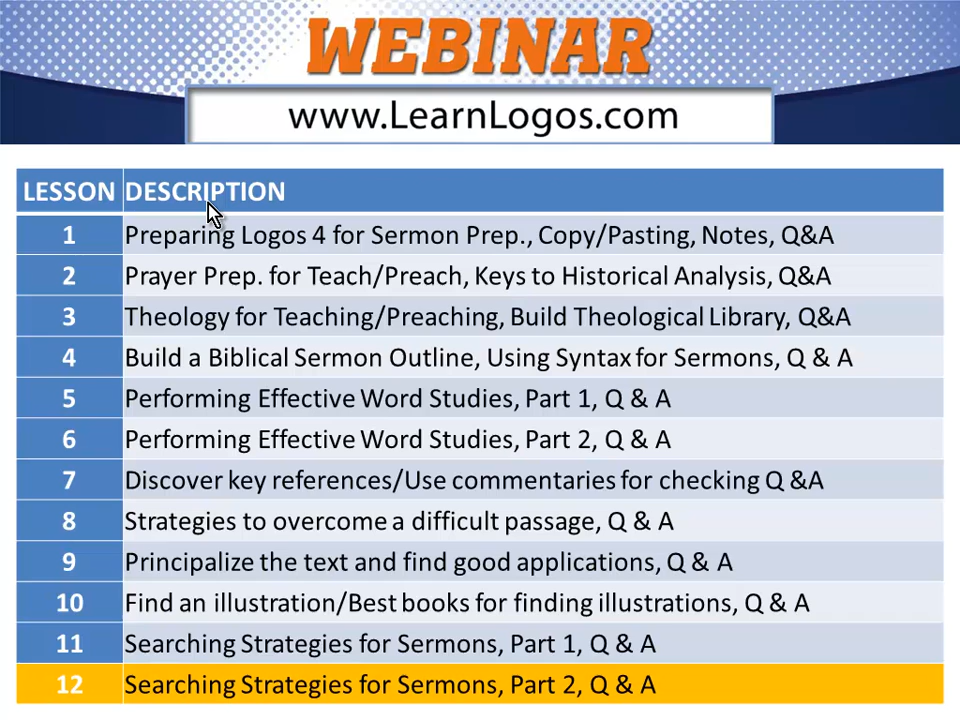 WEBINAR
www.LearnLogos.com
LESSON DESCRIPTION
1 Preparing Logos 4 for Sermon Prep., Copy/Pasting, Notes, Q&A
2 Prayer Prep. for Teach/Preach, Keys to Historical Analysis, Q&A
3 Theology for Teaching/Preaching, Build Theological Library, Q&A
4 Build a Biblical Sermon Outline, Using Syntax for Sermons, Q & A
5 Performing Effective Word Studies, Part 1, Q & A
6 Performing Effective Word Studies, Part 2, Q & A
7 Discover key references/Use commentaries for checking Q &A
8 Strategies to overcome a difficult passage, Q & A
9 Principalize the text and find good applications, Q & A
10 Find an illustration/Best books for finding illustrations, Q & A
11 Searching Strategies for Sermons, Part 1, Q & A
12 Searching Strategies for Sermons, Part 2, Q & A